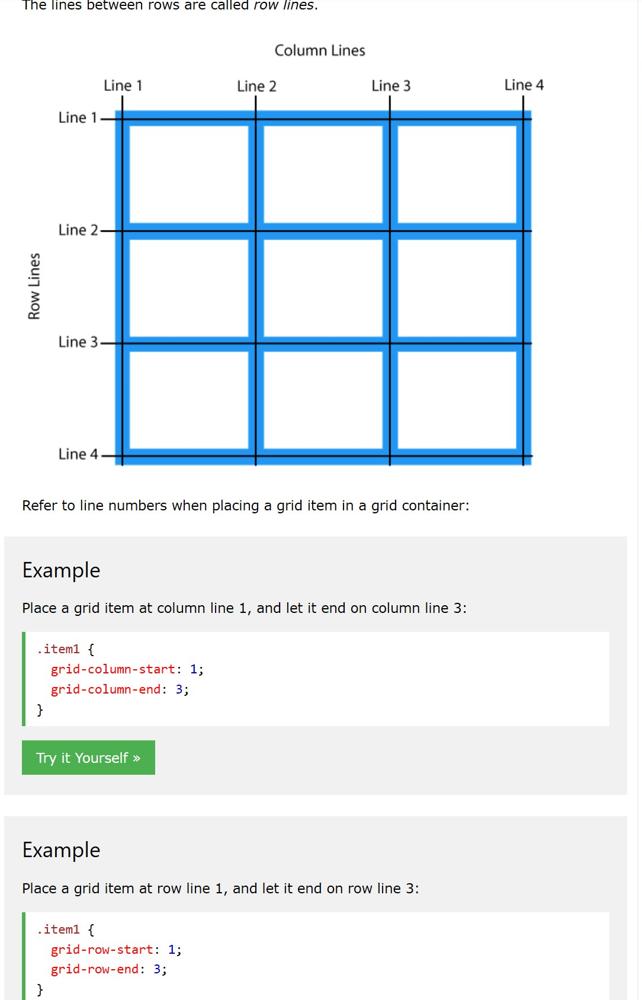 The lines between rows are called row lines.
Column Lines
Line 1 Line 2 Line 3 Line 4
Line 1
Line 2
Row Lines
Line 3
Line 4
Refer to line numbers when placing a grid item in a grid container:
Example
Place a grid item at column line 1, and let it end on column line 3:
.item1 {
  grid-column-start: 1;
  grid-column-end: 3;
}
Try it Yourself »
Example
Place a grid item at row line 1, and let it end on row line 3:
.item1 {
  grid-row-start: 1;
  grid-row-end: 3;
}